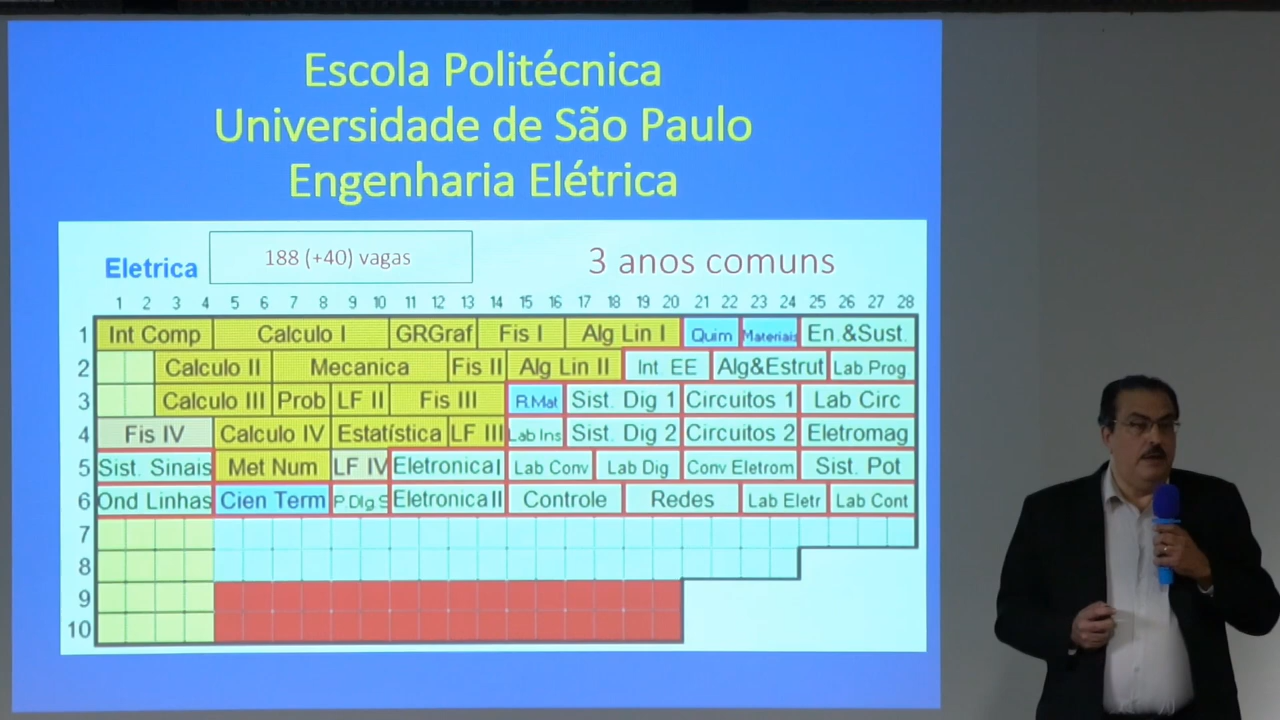 Escola Politécnica
Universidade de São Paulo
Engenharia Elétrica
Eletrica 188 (+40) vagas 3 anos comuns
1 2 3 4 5 6 7 8 9 10 11 12 13 14 15 16 17 18 19 20 21 22 23 24 25 26 27 28
1 Int Comp Calculo I GRGraf Fis I Alg Lin I Quim Materiais En.&Sust.
2 Calculo II Mecanica Fis II Alg Lin II Int. EE Alg&Estrut Lab Prog
3 Calculo III Prob LF II Fis III R.Mat Sist. Dig 1 Circuitos 1 Lab Circ
4 Fis IV Calculo IV Estatística LF III Lab Ins Sist. Dig 2 Circuitos 2 Eletromag
5 Sist. Sinais Met Num LF IV Eletronica I Lab Conv Lab Dig Conv Eletrom Sist. Pot
6 Ond Linhas Cien Term P.Dig.S Eletronica II Controle Redes Lab Eletr Lab Cont
7
8
9
10